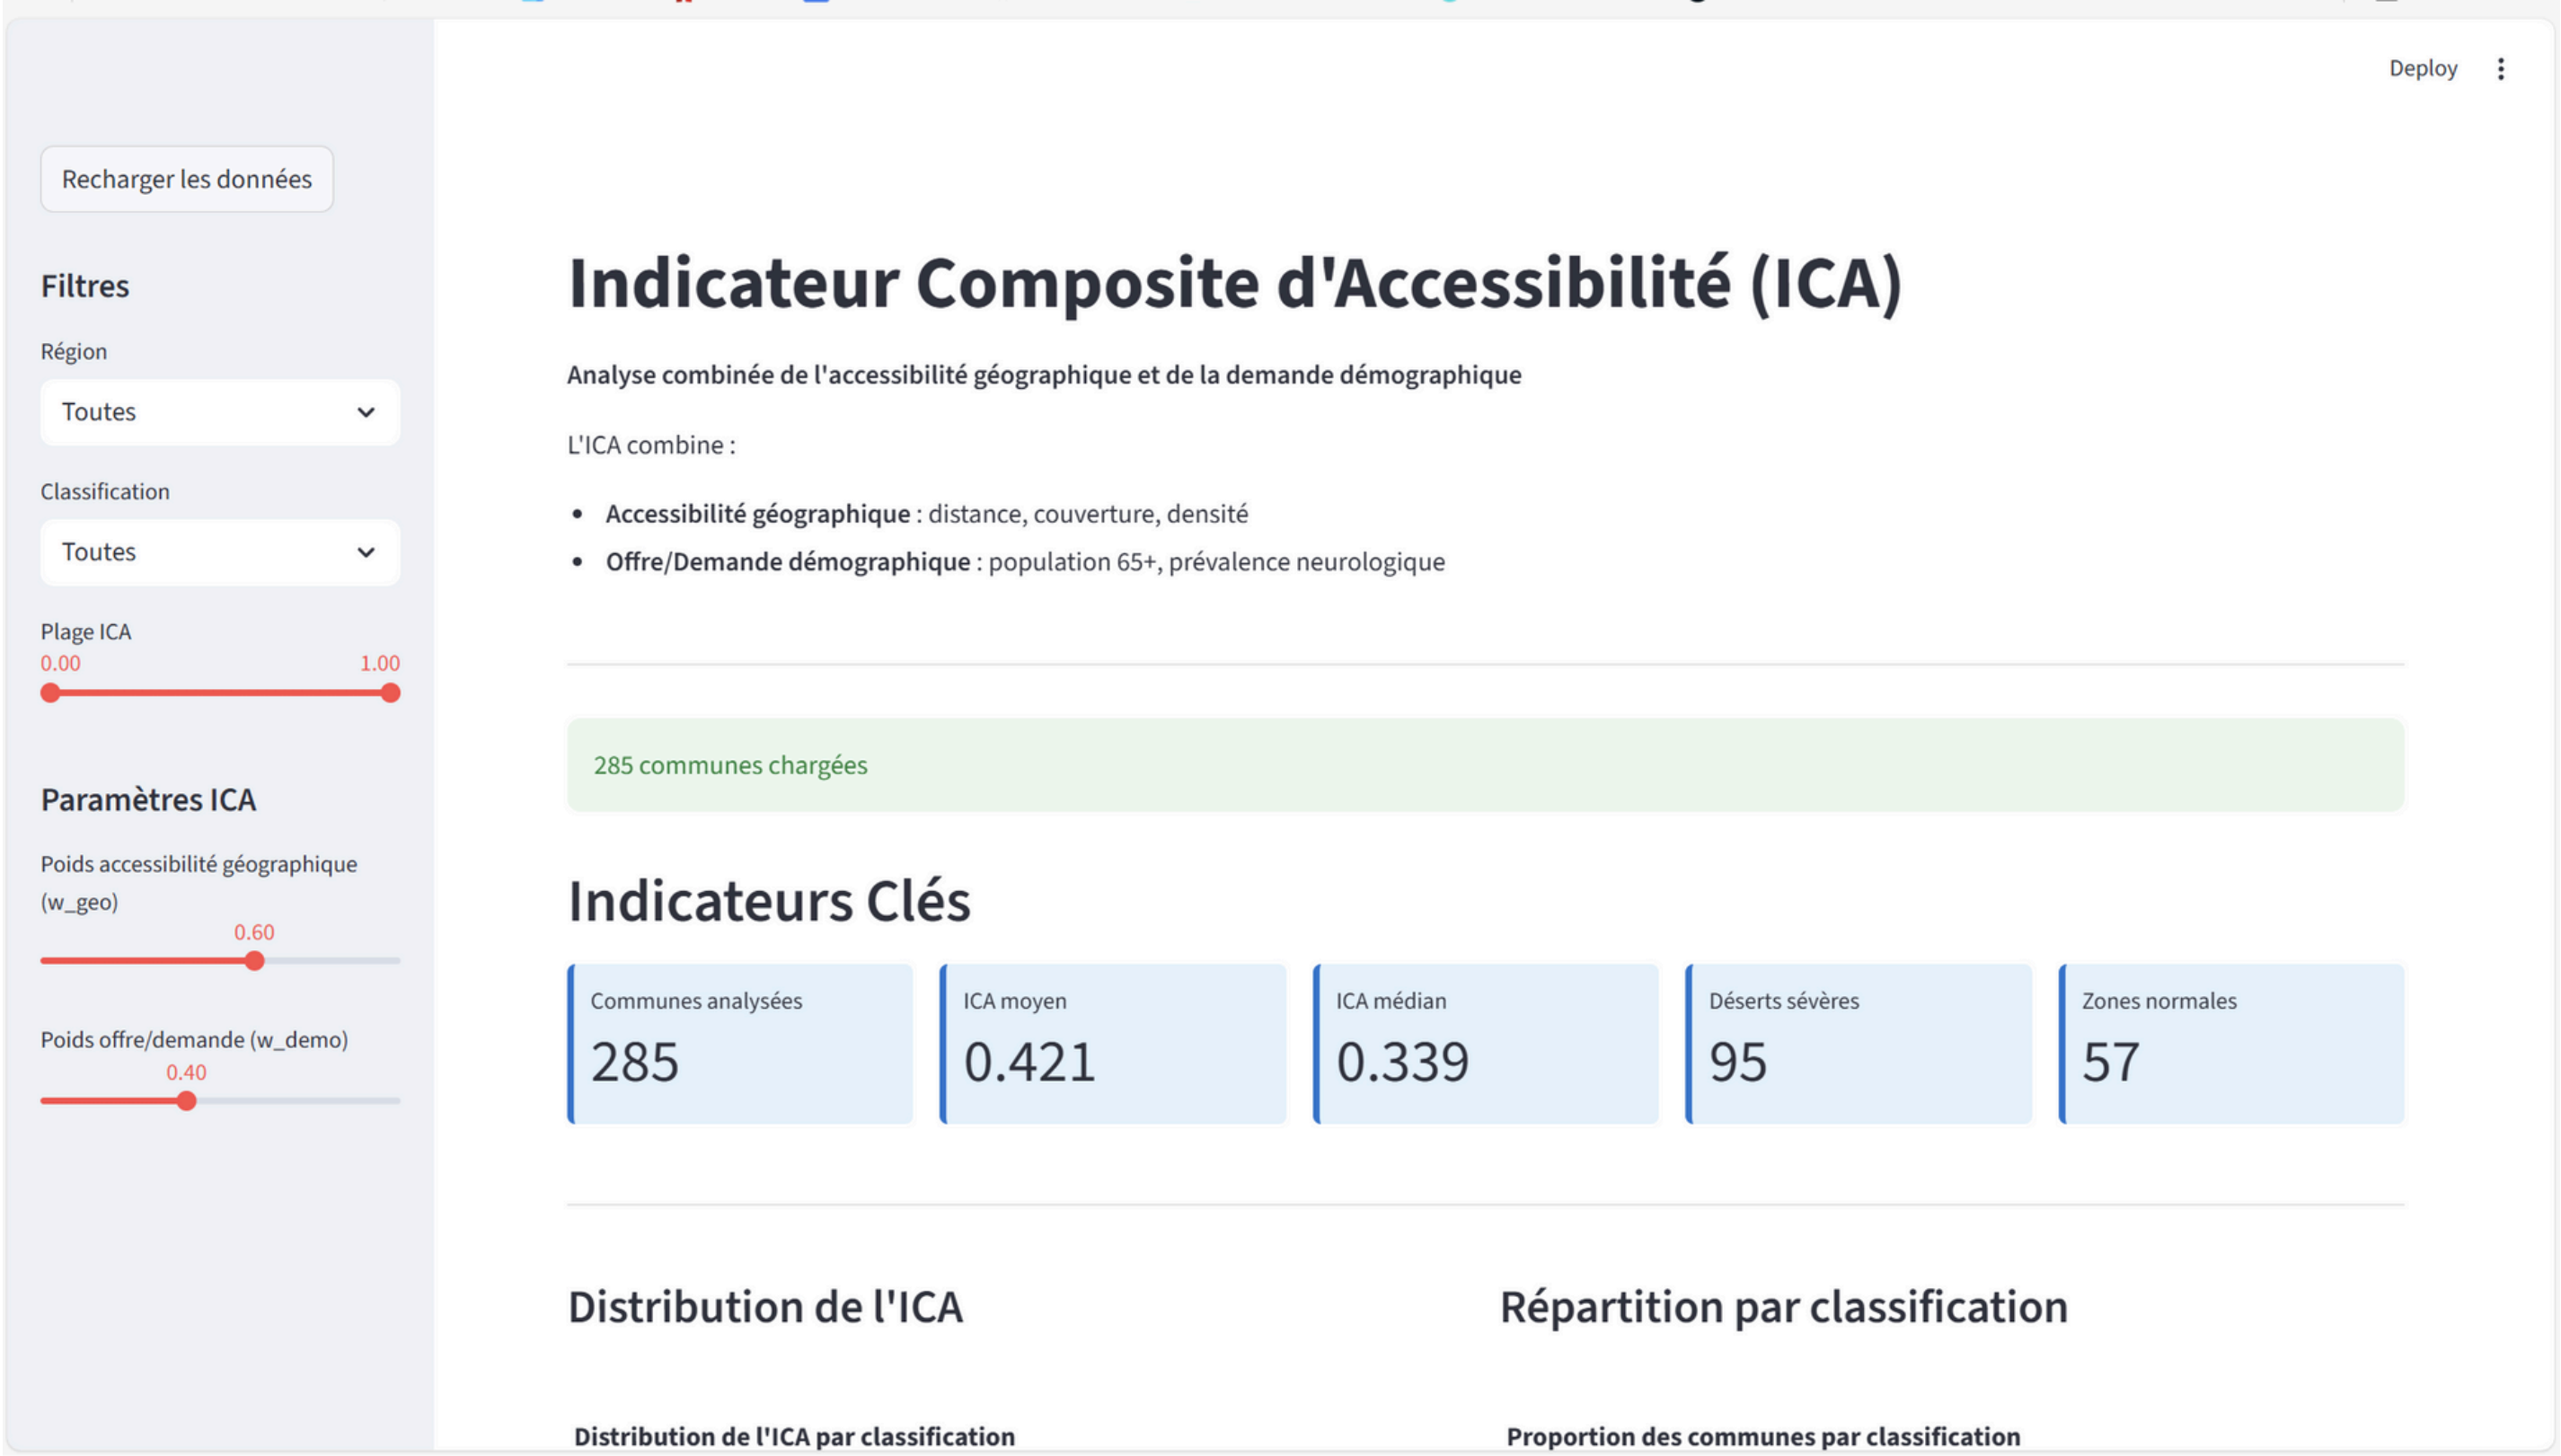 Deploy
Recharger les données
Filtres
Région
Toutes
Classification
Toutes
Plage ICA
0.00 1.00
Paramètres ICA
Poids accessibilité géographique
(w_geo)
0.60
Poids offre/demande (w_demo)
0.40
Indicateur Composite d'Accessibilité (ICA)
Analyse combinée de l'accessibilité géographique et de la demande démographique
L'ICA combine :
• Accessibilité géographique : distance, couverture, densité
• Offre/Demande démographique : population 65+, prévalence neurologique
285 communes chargées
Indicateurs Clés
Communes analysées
285
ICA moyen
0.421
ICA médian
0.339
Déserts sévères
95
Zones normales
57
Distribution de l'ICA
Distribution de l'ICA par classification
Répartition par classification
Proportion des communes par classification